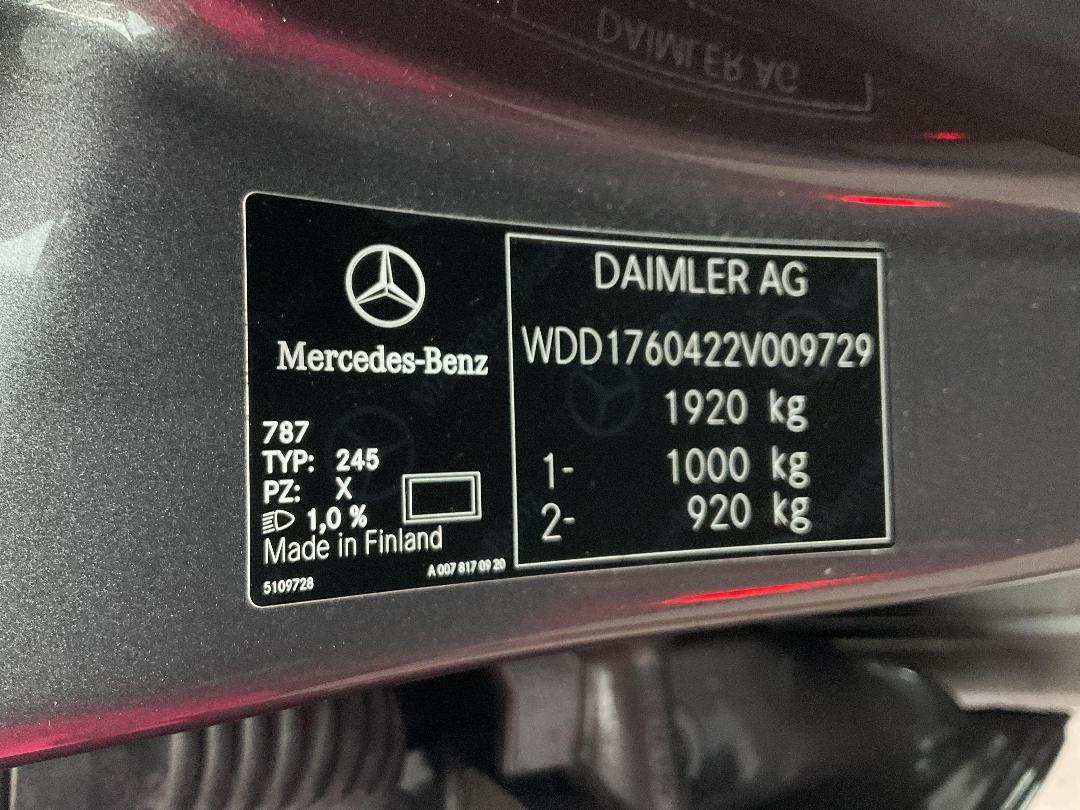 DAIMLER AG
Mercedes-Benz
787
TYP: 245
PZ: X
1,0 %
Made in Finland
5109728
A 007 817 09 20
DAIMLER AG
WDD1760422V009729
1920 kg
1- 1000 kg
2- 920 kg